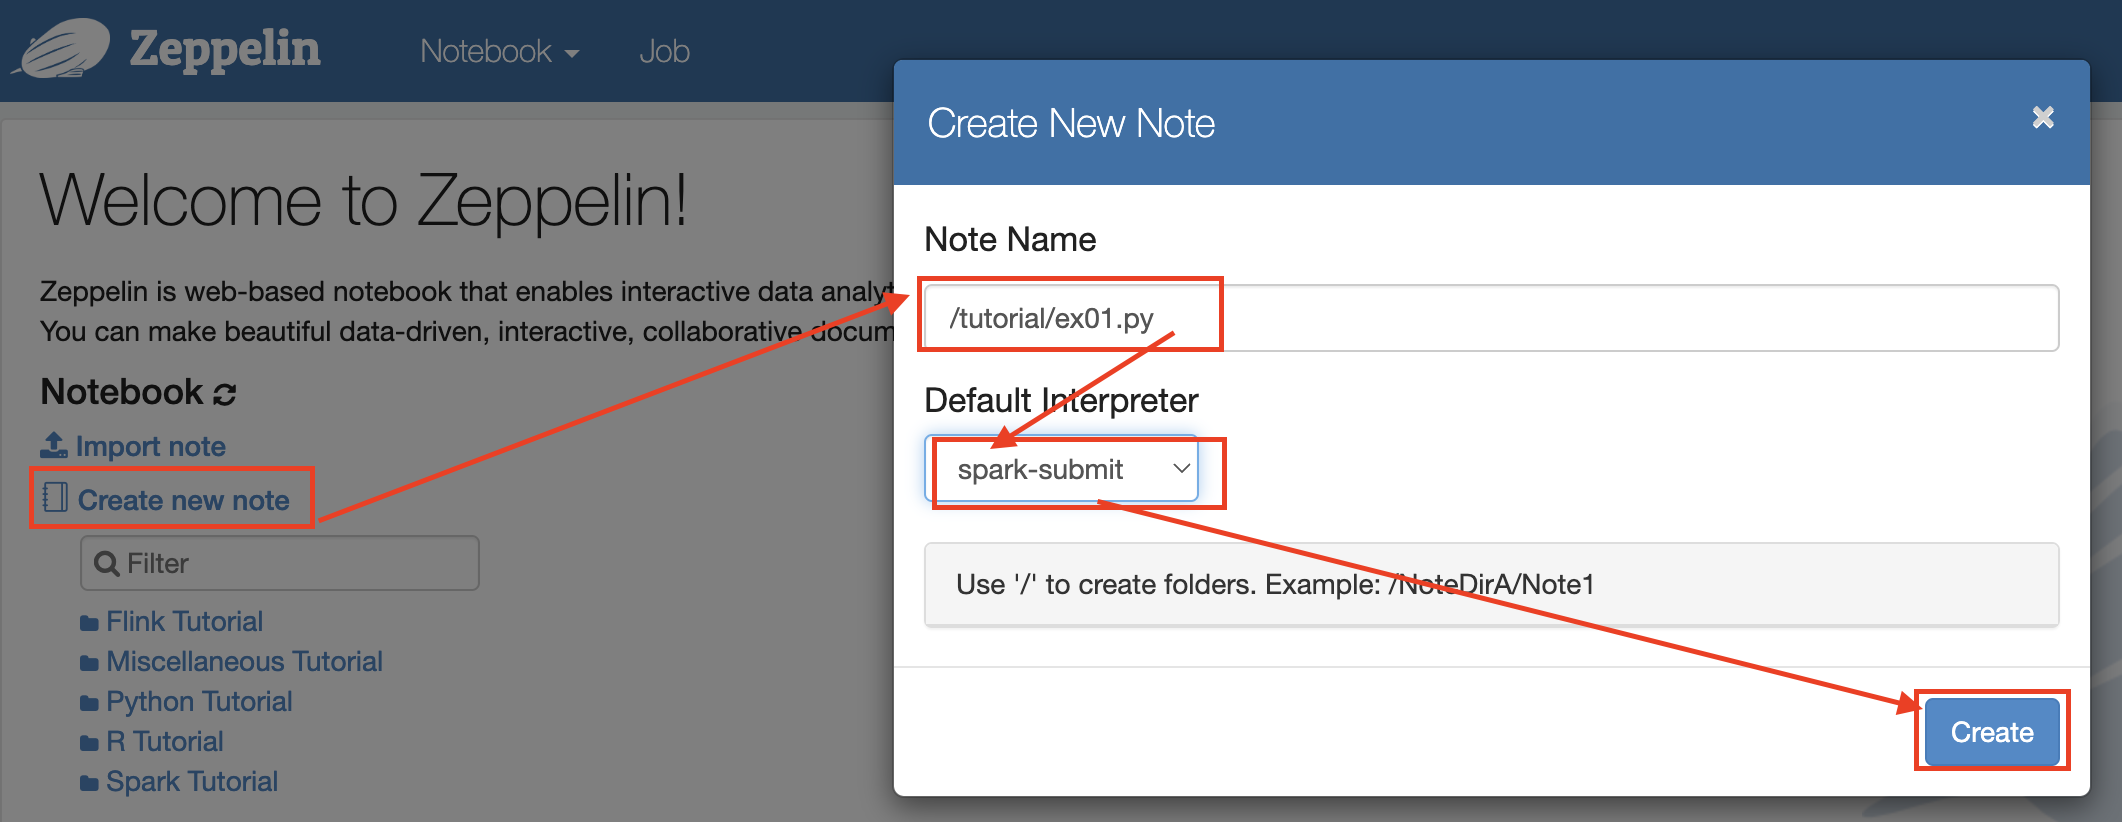 Zeppelin
Notebook
Job
Welcome to Zeppelin!
Zeppelin is web-based notebook that enables interactive data analyt
You can make beautiful data-driven, interactive, collaborative docum
Notebook
Import note
Create new note
Filter
Flink Tutorial
Miscellaneous Tutorial
Python Tutorial
R Tutorial
Spark Tutorial
Create New Note
Note Name
/tutorial/ex01.py
Default Interpreter
spark-submit
Use '/' to create folders. Example: /NoteDirA/Note1
Create